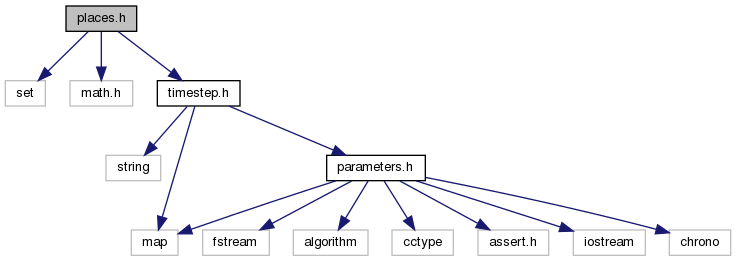 places.h
set
math.h
timestep.h
string
parameters.h
map
fstream
algorithm
cctype
assert.h
iostream
chrono